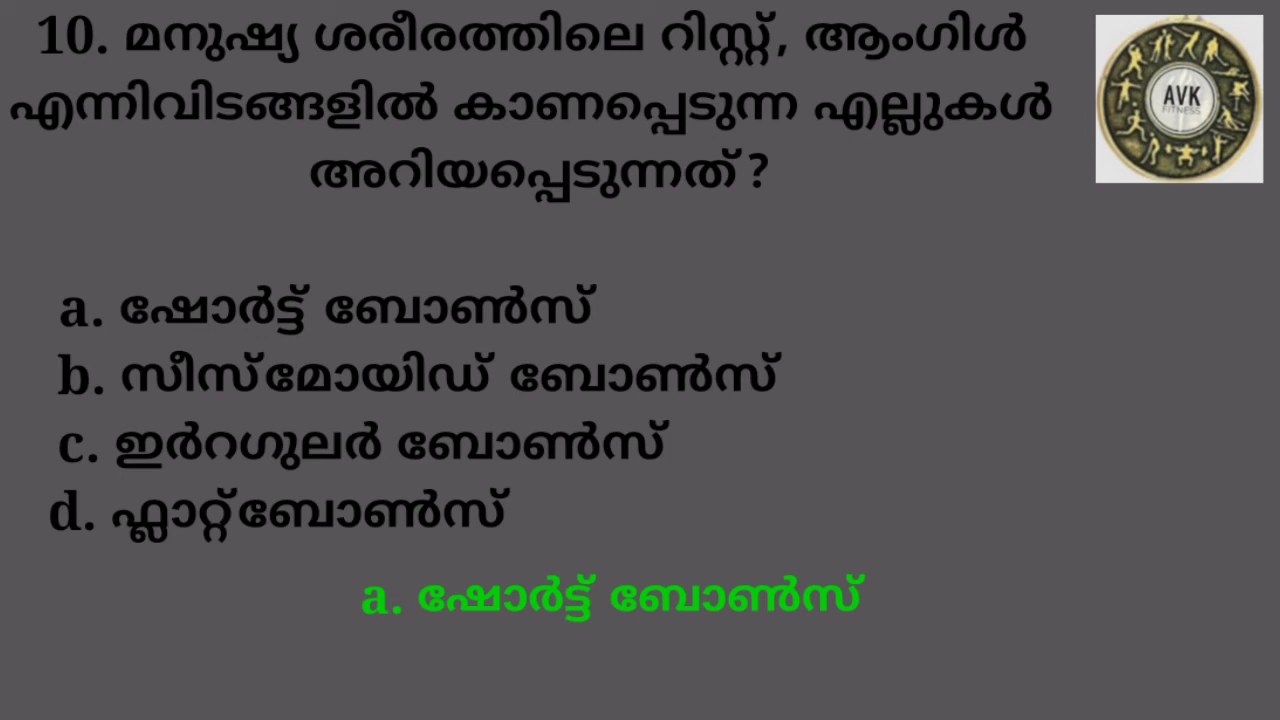 10. മനുഷ്യ ശരീരത്തിലെ റിസ്റ്റ്, ആംഗിൾ
എന്നിവിടങ്ങളിൽ കാണപ്പെടുന്ന എല്ലുകൾ
അറിയപ്പെടുന്നത് ?
AVK
FITNESS
a. ഷോർട്ട് ബോൺസ്
b. സീസ്മോയിഡ് ബോൺസ്
c. ഇർറഗുലർ ബോൺസ്
d. ഫ്ലാറ്റ്ബോൺസ്
a. ഷോർട്ട് ബോൺസ്